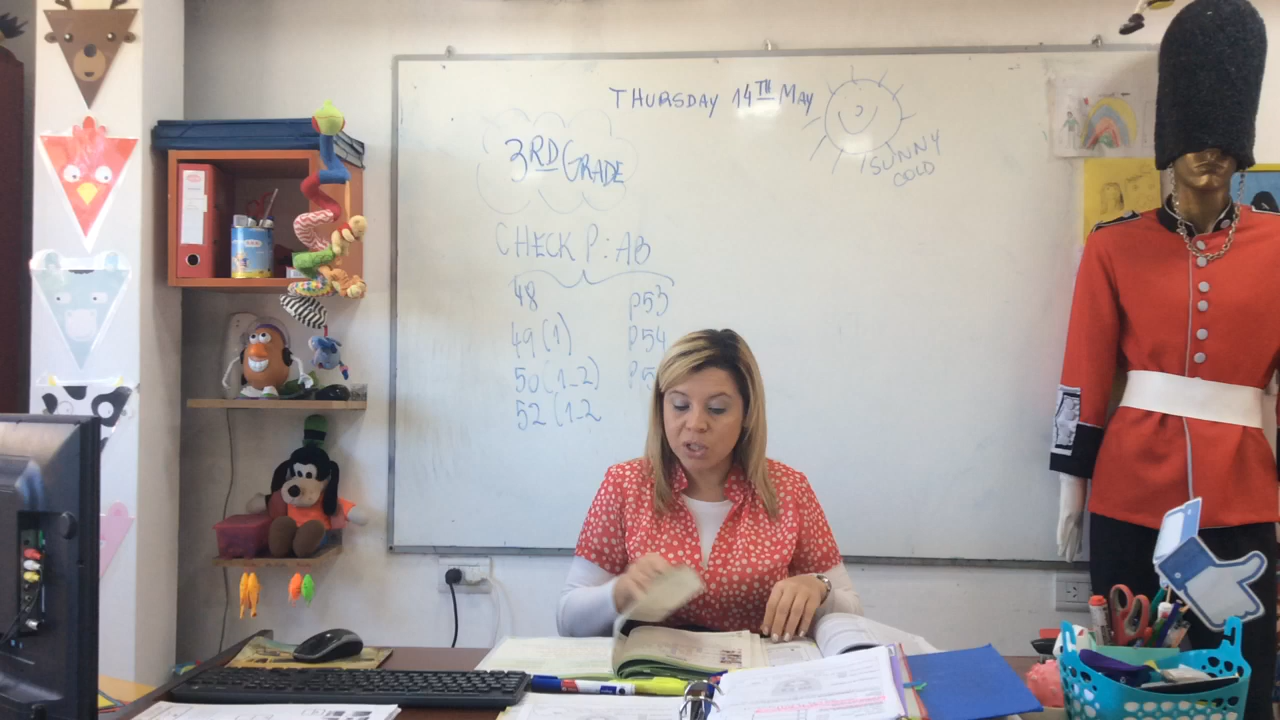 THURSDAY 14TH MAY
SUNNY
COLD
3RD GRADE
CHECK P: AB
48
49 (1)
50 (1-2)
52 (1-2
p53
p54